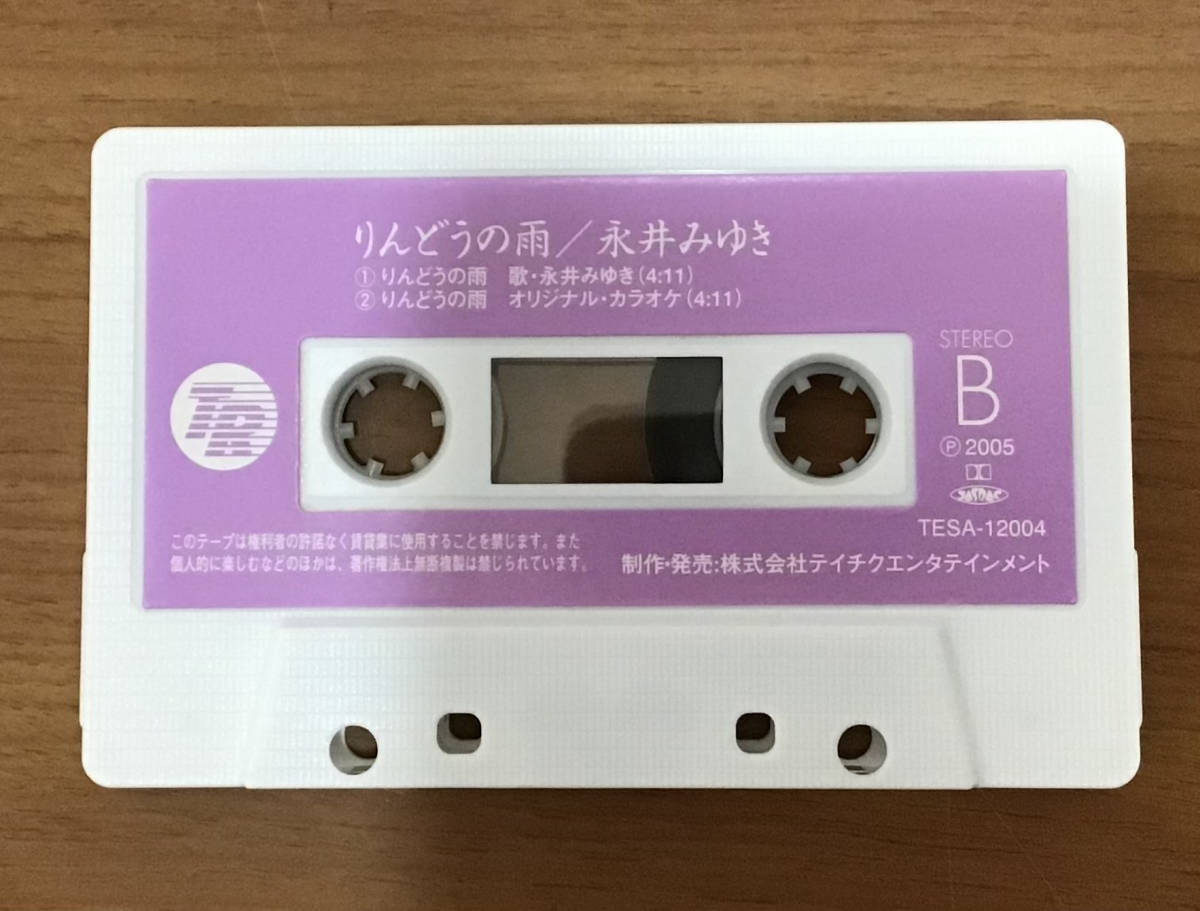 りんどうの雨／永井みゆき
① りんどうの雨　歌・永井みゆき(4:11)
② りんどうの雨　オリジナル・カラオケ(4:11)
STEREO
B
Ⓟ 2005
TESA-12004
このテープは権利者の許諾なく賃貸業に使用することを禁じます。また
個人的に楽しむなどのほかは、著作権法上無断複製は禁じられています。
制作・発売:株式会社テイチクエンタテインメント